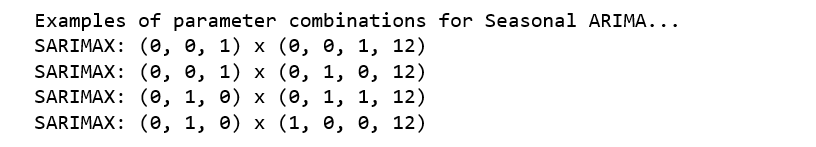 Examples of parameter combinations for Seasonal ARIMA...
SARIMAX: (0, 0, 1) x (0, 0, 1, 12)
SARIMAX: (0, 0, 1) x (0, 1, 0, 12)
SARIMAX: (0, 1, 0) x (0, 1, 1, 12)
SARIMAX: (0, 1, 0) x (1, 0, 0, 12)